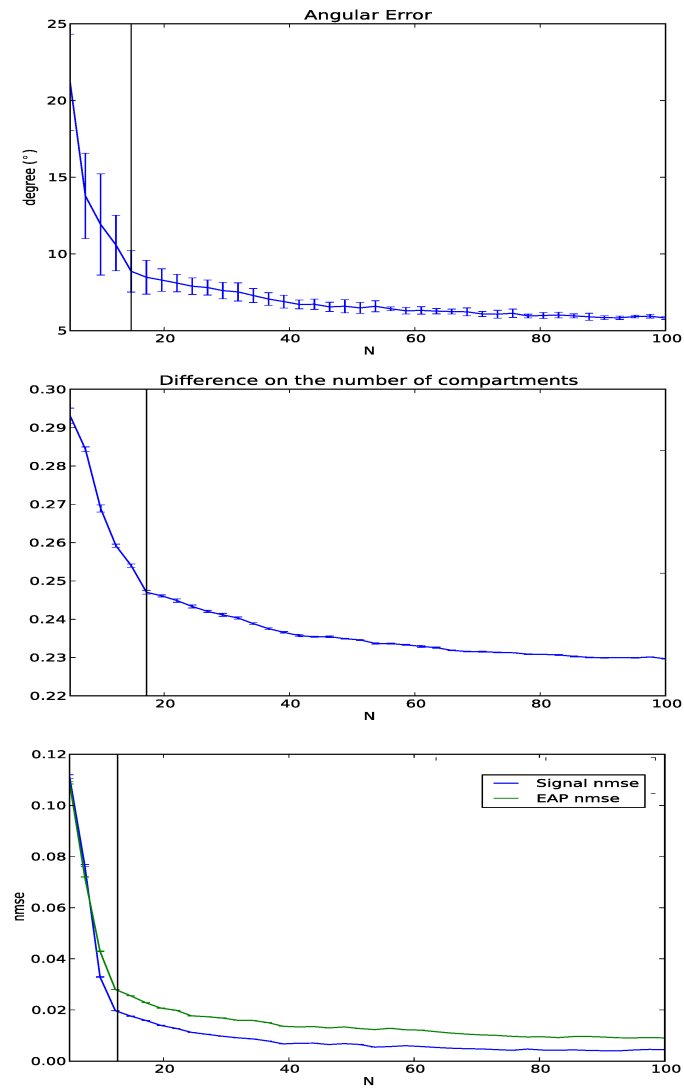 Angular Error
25
20
15
10
5
degree (°)
20 40 60 80 100
N
Difference on the number of compartments
0.30
0.29
0.28
0.27
0.26
0.25
0.24
0.23
0.22
20 40 60 80 100
N
0.12
0.10
0.08
0.06
0.04
0.02
0.00
nmse
Signal nmse
EAP nmse
20 40 60 80 100
N